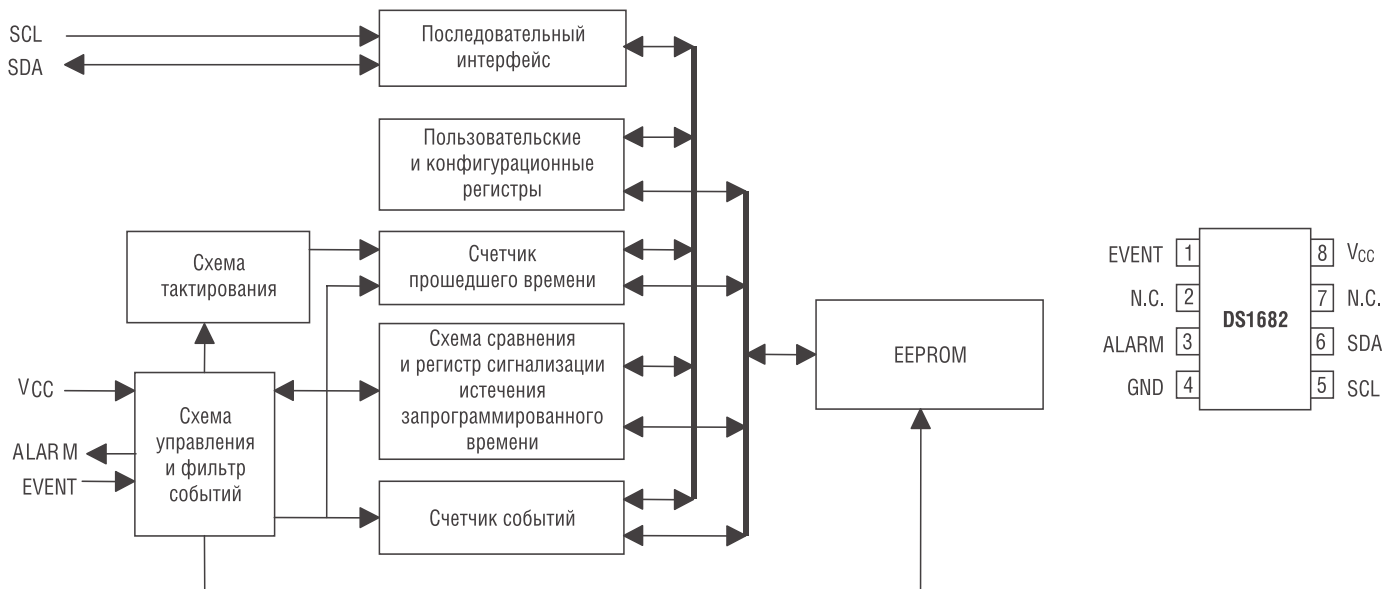 SCL
SDA
Последовательный
интерфейс
Пользовательские
и конфигурационные
регистры
Схема
тактирования
Счетчик
прошедшего времени
Схема сравнения
и регистр сигнализации
истечения
запрограммированного
времени
VCC
ALARM
EVENT
Схема
управления
и фильтр
событий
Счетчик событий
EEPROM
EVENT 1
N.C. 2
ALARM 3
GND 4
DS1682
8 VCC
7 N.C.
6 SDA
5 SCL